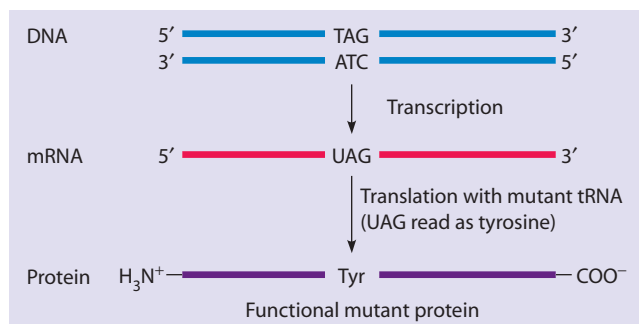 DNA 5′ TAG 3′
3′ ATC 5′
Transcription
mRNA 5′ UAG 3′
Translation with mutant tRNA
(UAG read as tyrosine)
Protein H₃N⁺ Tyr COO⁻
Functional mutant protein